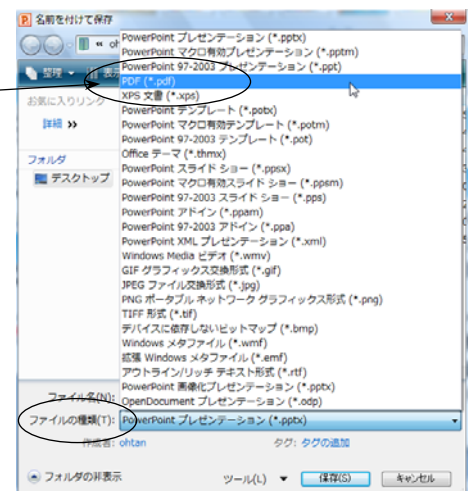 名前を付けて保存
PowerPoint プレゼンテーション (*.pptx)
PowerPoint マクロ有効プレゼンテーション (*.pptm)
PowerPoint 97-2003 プレゼンテーション (*.ppt)
整理
PDF (*.pdf)
XPS 文書 (*.xps)
お気に入りリンク
PowerPoint テンプレート (*.potx)
詳細 »
PowerPoint マクロ有効テンプレート (*.potm)
PowerPoint 97-2003 テンプレート (*.pot)
フォルダ
Office テーマ (*.thmx)
PowerPoint スライド ショー (*.ppsx)
デスクトップ
PowerPoint マクロ有効スライド ショー (*.ppsm)
PowerPoint 97-2003 スライド ショー (*.pps)
PowerPoint アドイン (*.ppam)
PowerPoint 97-2003 アドイン (*.ppa)
PowerPoint XML プレゼンテーション (*.xml)
Windows Media ビデオ (*.wmv)
GIF グラフィックス交換形式 (*.gif)
JPEG ファイル交換形式 (*.jpg)
PNG ポータブル ネットワーク グラフィックス形式 (*.png)
TIFF 形式 (*.tif)
デバイスに依存しないビットマップ (*.bmp)
Windows メタファイル (*.wmf)
拡張 Windows メタファイル (*.emf)
アウトライン/リッチ テキスト形式 (*.rtf)
PowerPoint 画像化プレゼンテーション (*.pptx)
ファイル名(N): OpenDocument プレゼンテーション (*.odp)
ファイルの種類(T): PowerPoint プレゼンテーション (*.pptx)
作成者: ohtan タグ: タグの追加
フォルダの非表示 ツール(L) 保存(S) キャンセル